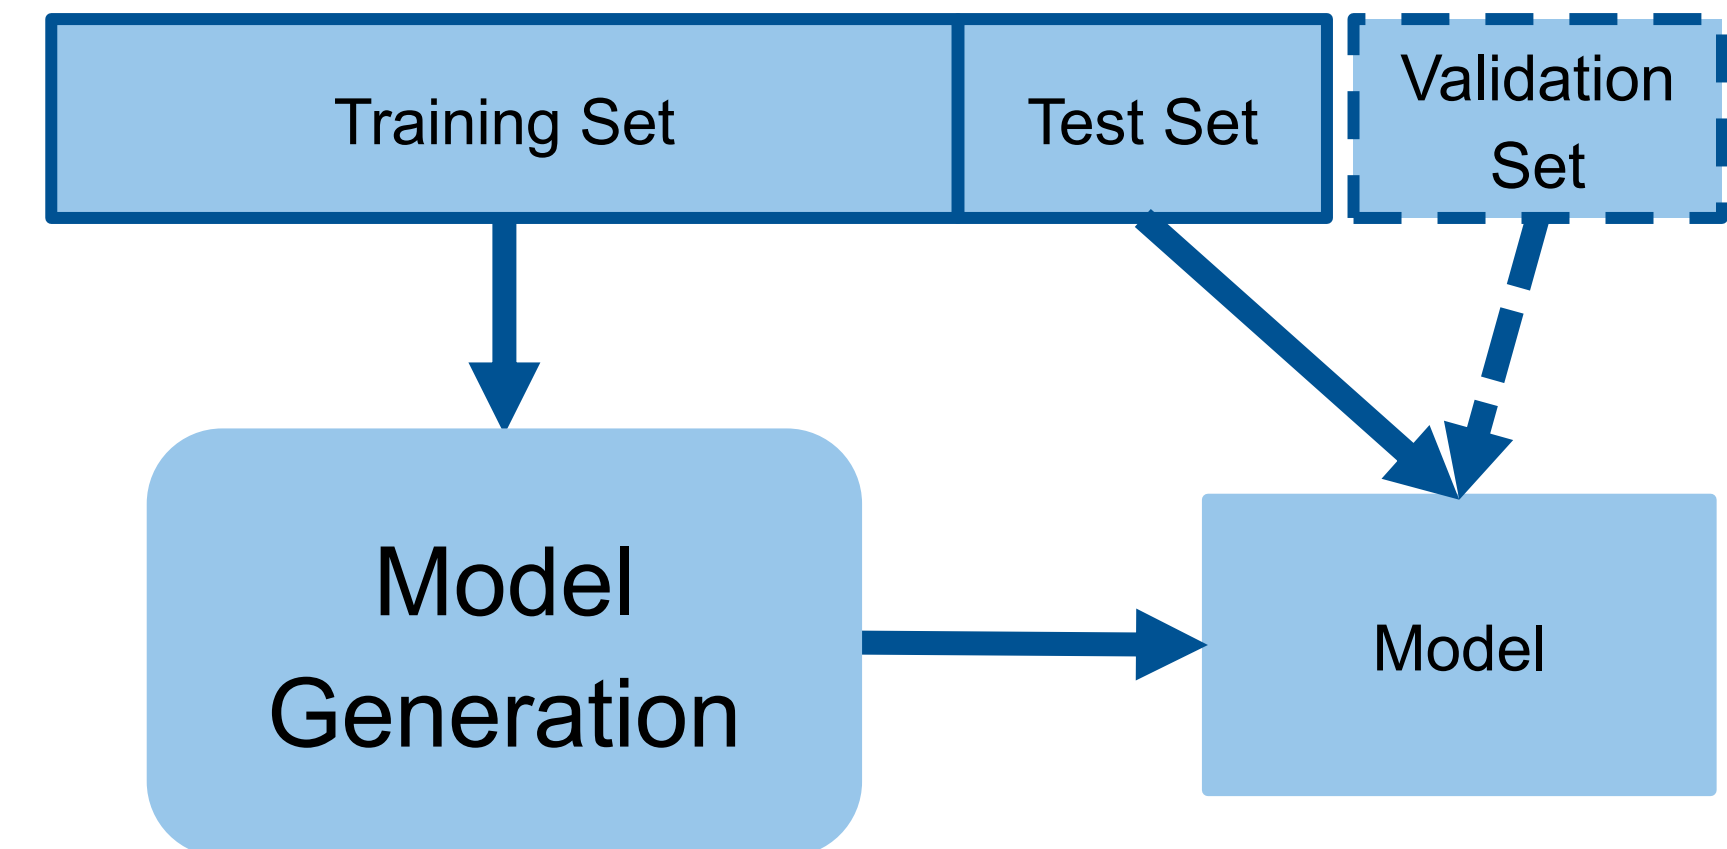 Training Set
Test Set
Validation
Set
Model
Generation
Model